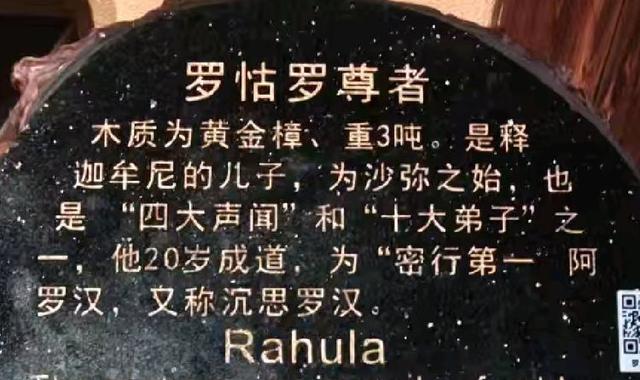 罗怙罗尊者
木质为黄金樟、重3吨。是释
迦牟尼的儿子，为沙弥之始，也
是“四大声闻”和“十大弟子”之
一，他20岁成道，为“密行第一 阿
罗汉，又称沉思罗汉。
Rahula